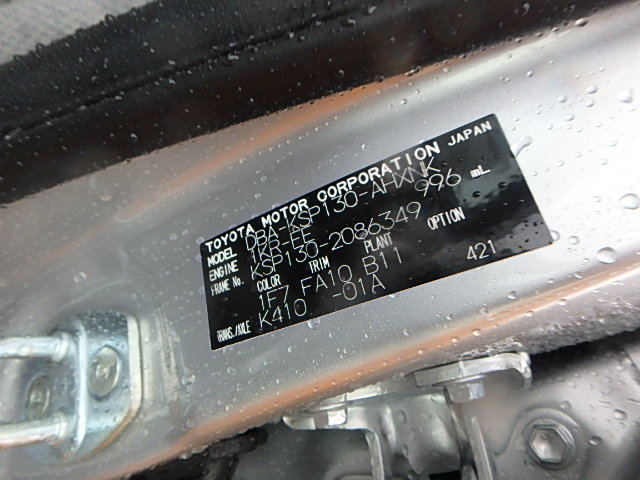 TOYOTA MOTOR CORPORATION JAPAN
MODEL DBA-KSP130-AHXNK
ENGINE 1KR-FE 996 mL
FRAME No. KSP130-2086349
COLOR TRIM PLANT OPTION
1F7 FA10 B11 421
TRANS./AXLE K410 -01A